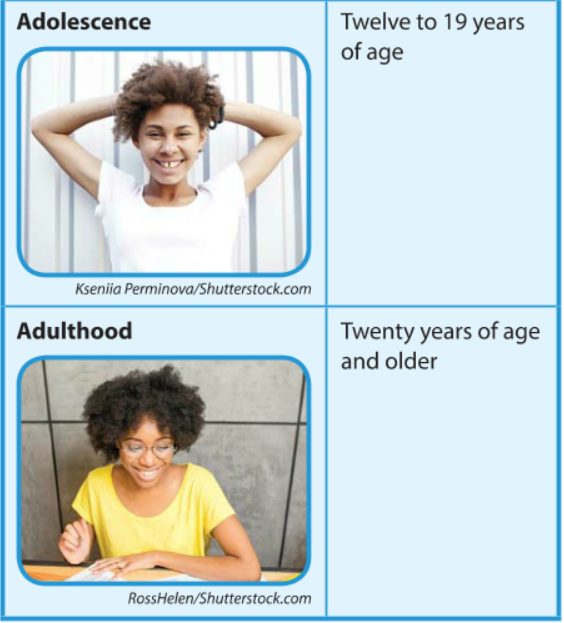 Adolescence
Twelve to 19 years
of age
Kseniia Perminova/Shutterstock.com
Adulthood
Twenty years of age
and older
RossHelen/Shutterstock.com